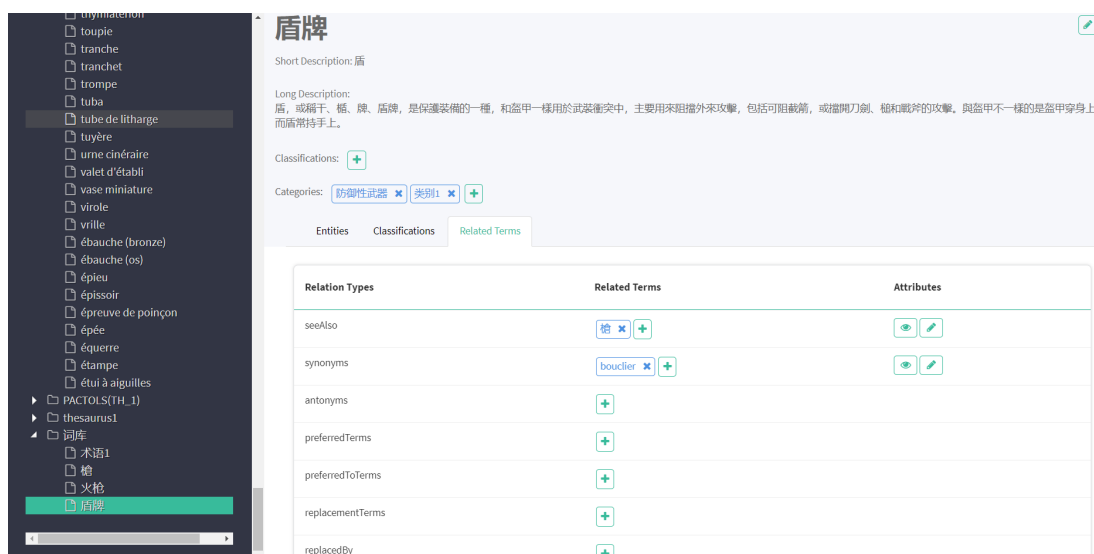 thymiaterion
toupie
tranche
tranchet
trompe
tuba
tube de litharge
tuyère
urne cinéraire
valet d'établi
vase miniature
virole
vrille
ébauche (bronze)
ébauche (os)
épieu
épissoir
épreuve de poinçon
épée
équerre
étampe
étui à aiguilles
PACTOLS(TH_1)
thesaurus1
词库
术语1
槍
火枪
盾牌
盾牌
Short Description: 盾
Long Description:
盾，或稱干、楯、牌、盾牌，是保護裝備的一種，和盔甲一樣用於武裝衝突中，主要用來阻擋外來攻擊，包括可阻截箭，或擋開刀劍、槌和戰斧的攻擊。與盔甲不一樣的是盔甲穿身上
而盾常持手上。
Classifications:
Categories: 防御性武器 类别1
Entities Classifications Related Terms
Relation Types Related Terms Attributes
seeAlso 槍
synonyms bouclier
antonyms
preferredTerms
preferredToTerms
replacementTerms
replacedBy